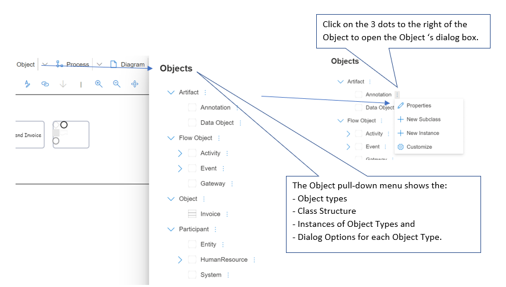 Click on the 3 dots to the right of the
Object to open the Object 's dialog box.
Object
Process
Diagram
and Invoice
Objects
Artifact
Annotation
Data Object
Flow Object
Activity
Event
Gateway
Object
Invoice
Participant
Entity
HumanResource
System
Objects
Artifact
Annotation
Data Object
Flow Object
Activity
Event
Gateway
Properties
New Subclass
New Instance
Customize
The Object pull-down menu shows the:
- Object types
- Class Structure
- Instances of Object Types and
- Dialog Options for each Object Type.